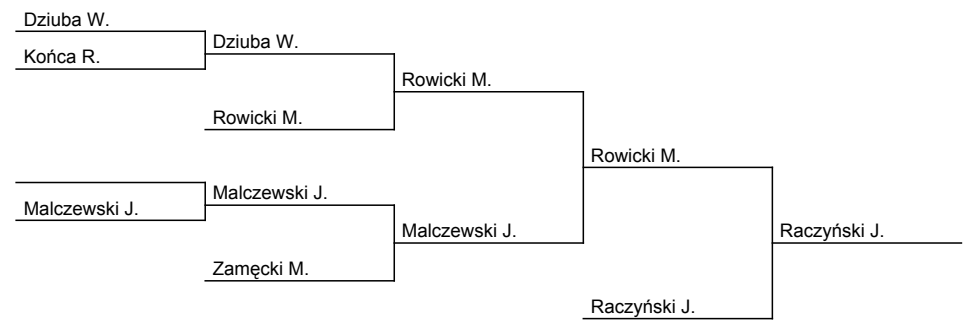 Dziuba W.
Końca R.
Dziuba W.
Rowicki M.
Rowicki M.
Malczewski J.
Malczewski J.
Zamęcki M.
Malczewski J.
Rowicki M.
Raczyński J.
Raczyński J.